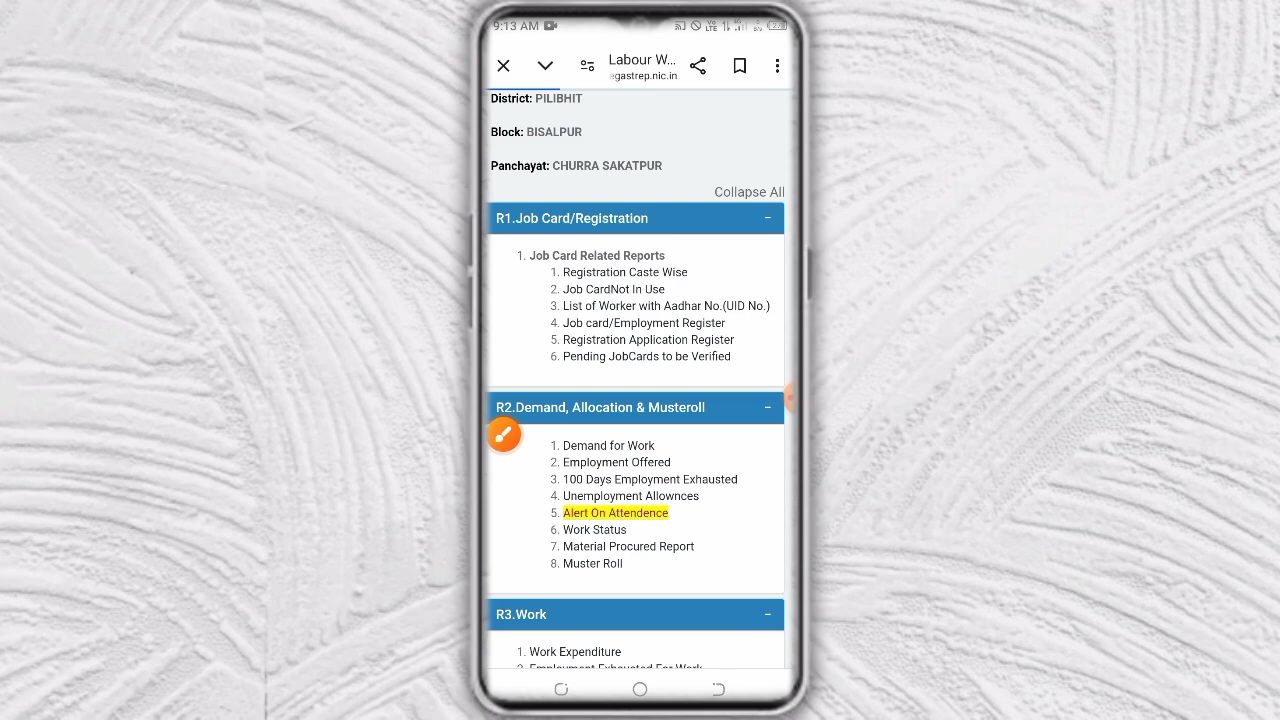 9:13 AM
Labour W...
egastrep.nic.in
District: PILIBHIT
Block: BISALPUR
Panchayat: CHURRA SAKATPUR
Collapse All
R1.Job Card/Registration −
1. Job Card Related Reports
1. Registration Caste Wise
2. Job CardNot In Use
3. List of Worker with Aadhar No.(UID No.)
4. Job card/Employment Register
5. Registration Application Register
6. Pending JobCards to be Verified
R2.Demand, Allocation & Musteroll −
1. Demand for Work
2. Employment Offered
3. 100 Days Employment Exhausted
4. Unemployment Allownces
5. Alert On Attendence
6. Work Status
7. Material Procured Report
8. Muster Roll
R3.Work −
1. Work Expenditure
2. Employment Exhausted For Work